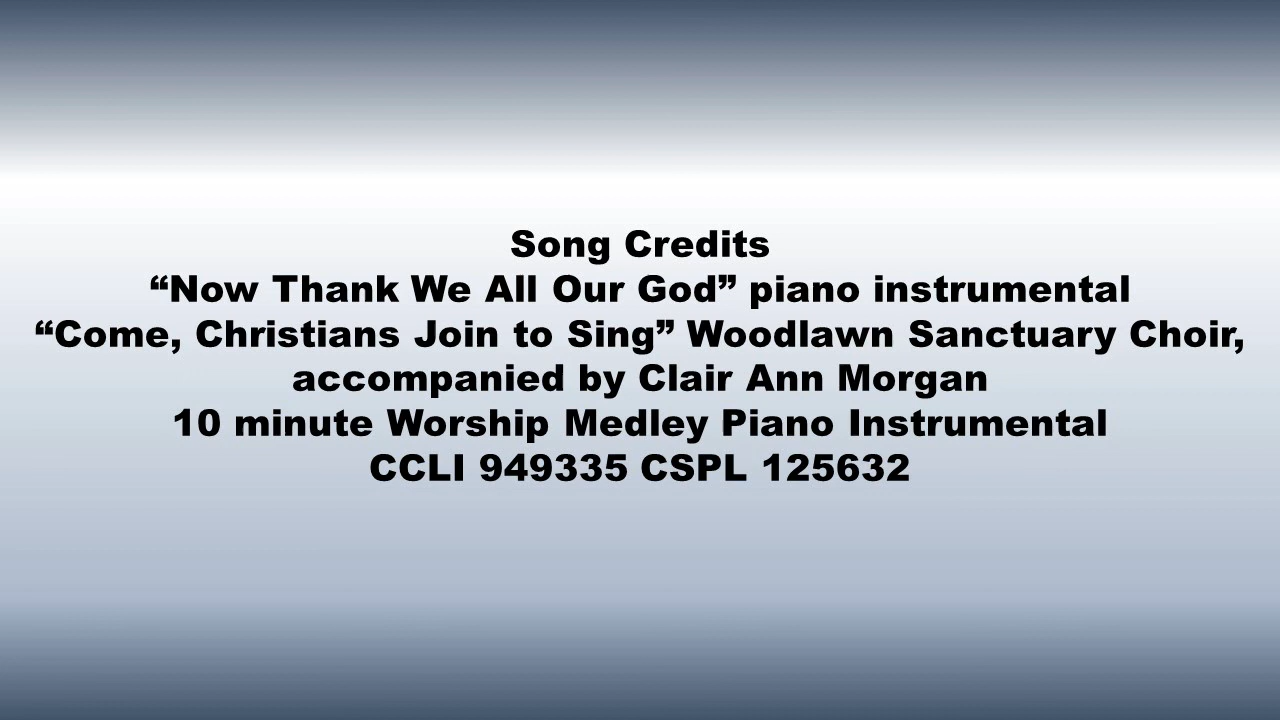 Song Credits
“Now Thank We All Our God” piano instrumental
“Come, Christians Join to Sing” Woodlawn Sanctuary Choir,
accompanied by Clair Ann Morgan
10 minute Worship Medley Piano Instrumental
CCLI 949335 CSPL 125632